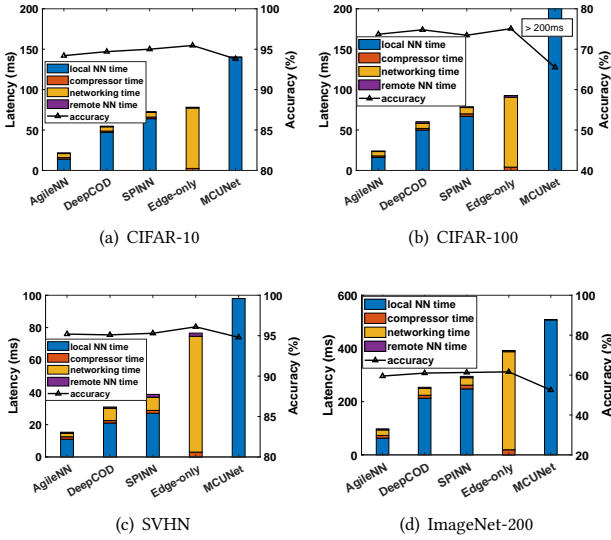 200 100
150 95
100 90
50 85
0 80
Latency (ms)
Accuracy (%)
local NN time
compressor time
networking time
remote NN time
accuracy
AgileNN DeepCOD SPINN Edge-only MCUNet
(a) CIFAR-10
200 80
150 70
100 60
50 50
0 40
Latency (ms)
Accuracy (%)
> 200ms
local NN time
compressor time
networking time
remote NN time
accuracy
AgileNN DeepCOD SPINN Edge-only MCUNet
(b) CIFAR-100
100 100
80 95
60 90
40 85
20
0 80
Latency (ms)
Accuracy (%)
local NN time
compressor time
networking time
remote NN time
accuracy
AgileNN DeepCOD SPINN Edge-only MCUNet
(c) SVHN
600 100
400 80
200 60
40
0 20
Latency (ms)
Accuracy (%)
local NN time
compressor time
networking time
remote NN time
accuracy
AgileNN DeepCOD SPINN Edge-only MCUNet
(d) ImageNet-200